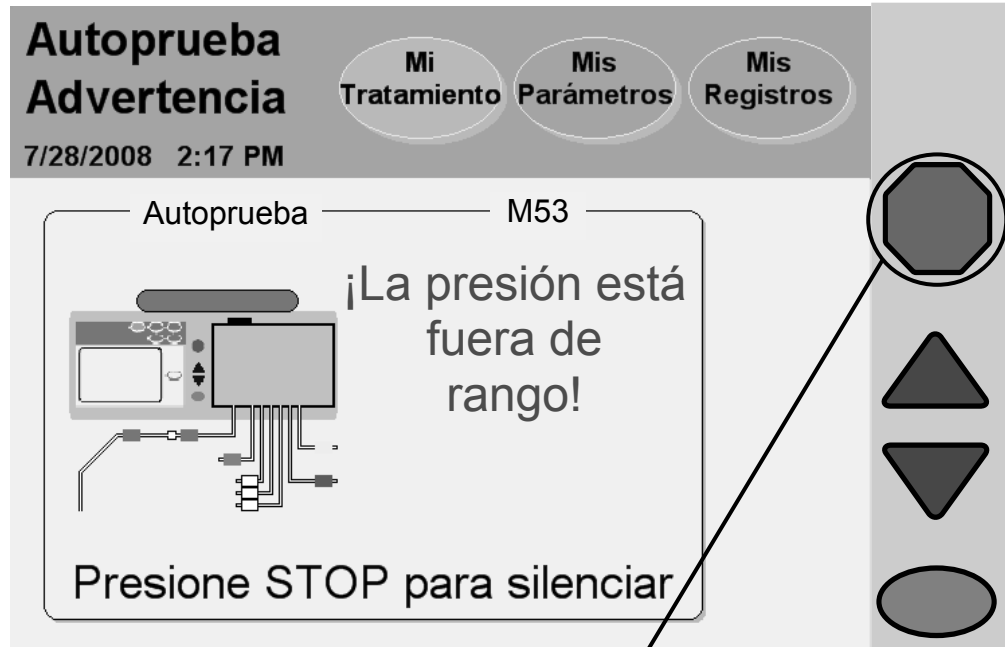 Autoprueba
Advertencia
7/28/2008 2:17 PM
Mi
Tratamiento
Mis
Parámetros
Mis
Registros
Autoprueba
M53
¡La presión está
fuera de
rango!
Presione STOP para silenciar